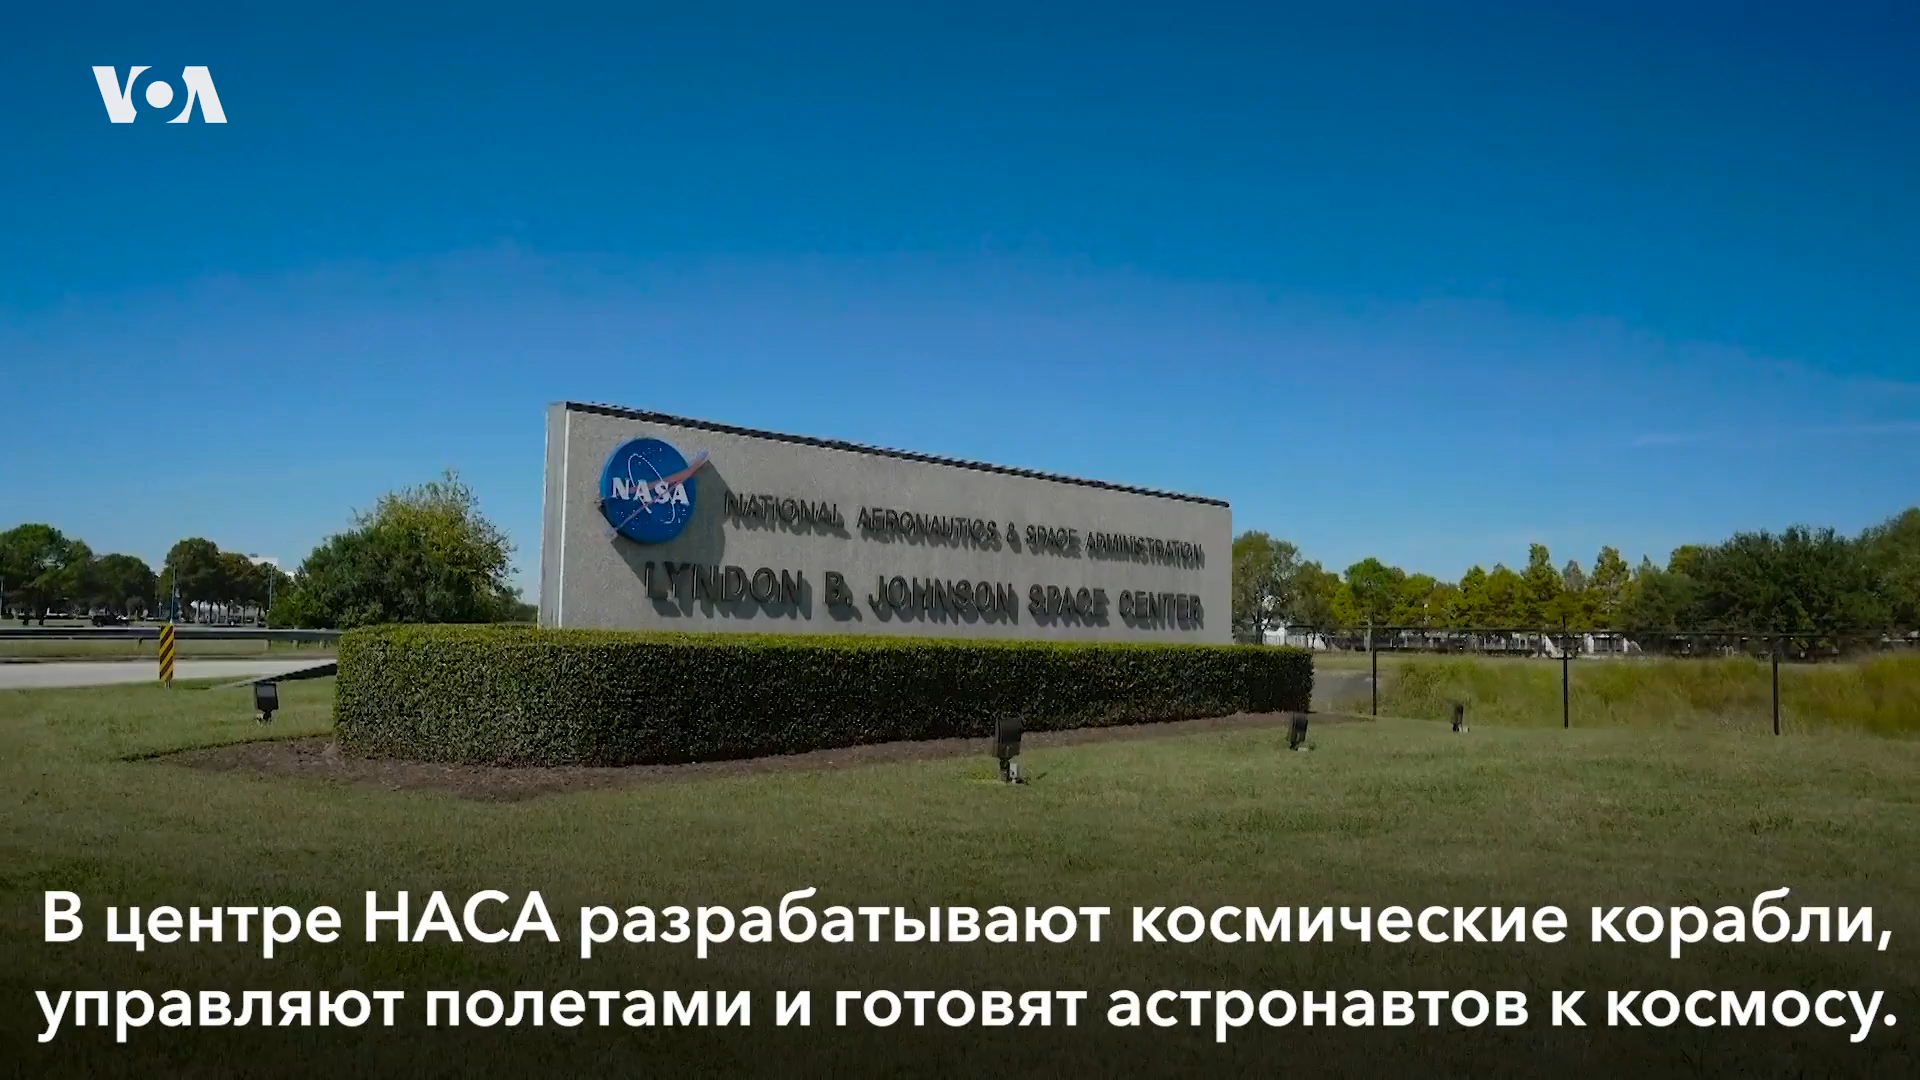 VOA
NASA
NATIONAL AERONAUTICS & SPACE ADMINISTRATION
LYNDON B. JOHNSON SPACE CENTER
В центре НАСА разрабатывают космические корабли,
управляют полетами и готовят астронавтов к космосу.